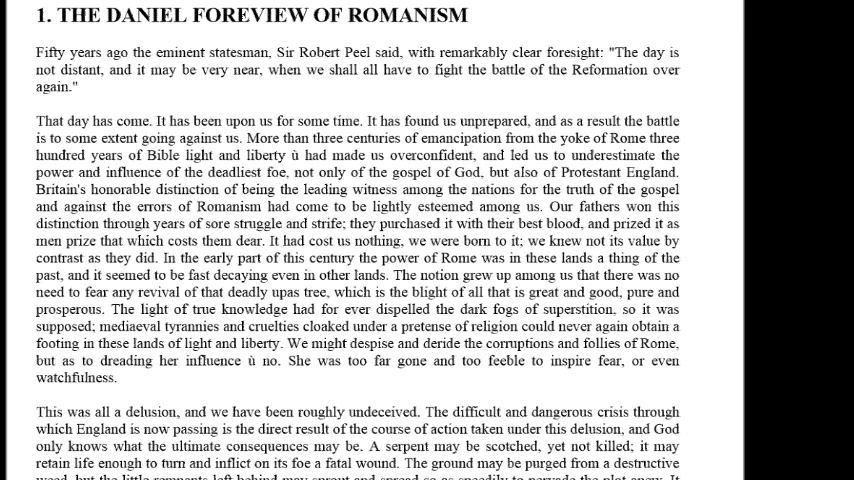 1. THE DANIEL FOREVIEW OF ROMANISM
Fifty years ago the eminent statesman, Sir Robert Peel said, with remarkably clear foresight: "The day is
not distant, and it may be very near, when we shall all have to fight the battle of the Reformation over
again."
That day has come. It has been upon us for some time. It has found us unprepared, and as a result the battle
is to some extent going against us. More than three centuries of emancipation from the yoke of Rome three
hundred years of Bible light and liberty ù had made us overconfident, and led us to underestimate the
power and influence of the deadliest foe, not only of the gospel of God, but also of Protestant England.
Britain's honorable distinction of being the leading witness among the nations for the truth of the gospel
and against the errors of Romanism had come to be lightly esteemed among us. Our fathers won this
distinction through years of sore struggle and strife; they purchased it with their best blood, and prized it as
men prize that which costs them dear. It had cost us nothing, we were born to it; we knew not its value by
contrast as they did. In the early part of this century the power of Rome was in these lands a thing of the
past, and it seemed to be fast decaying even in other lands. The notion grew up among us that there was no
need to fear any revival of that deadly upas tree, which is the blight of all that is great and good, pure and
prosperous. The light of true knowledge had for ever dispelled the dark fogs of superstition, so it was
supposed; mediaeval tyrannies and cruelties cloaked under a pretense of religion could never again obtain a
footing in these lands of light and liberty. We might despise and deride the corruptions and follies of Rome,
but as to dreading her influence ù no. She was too far gone and too feeble to inspire fear, or even
watchfulness.
This was all a delusion, and we have been roughly undeceived. The difficult and dangerous crisis through
which England is now passing is the direct result of the course of action taken under this delusion, and God
only knows what the ultimate consequences may be. A serpent may be scotched, yet not killed; it may
retain life enough to turn and inflict on its foe a fatal wound. The ground may be purged from a destructive
weed, but the little remnants left behind may sprout and spread so as speedily to pervade the plot anew. It